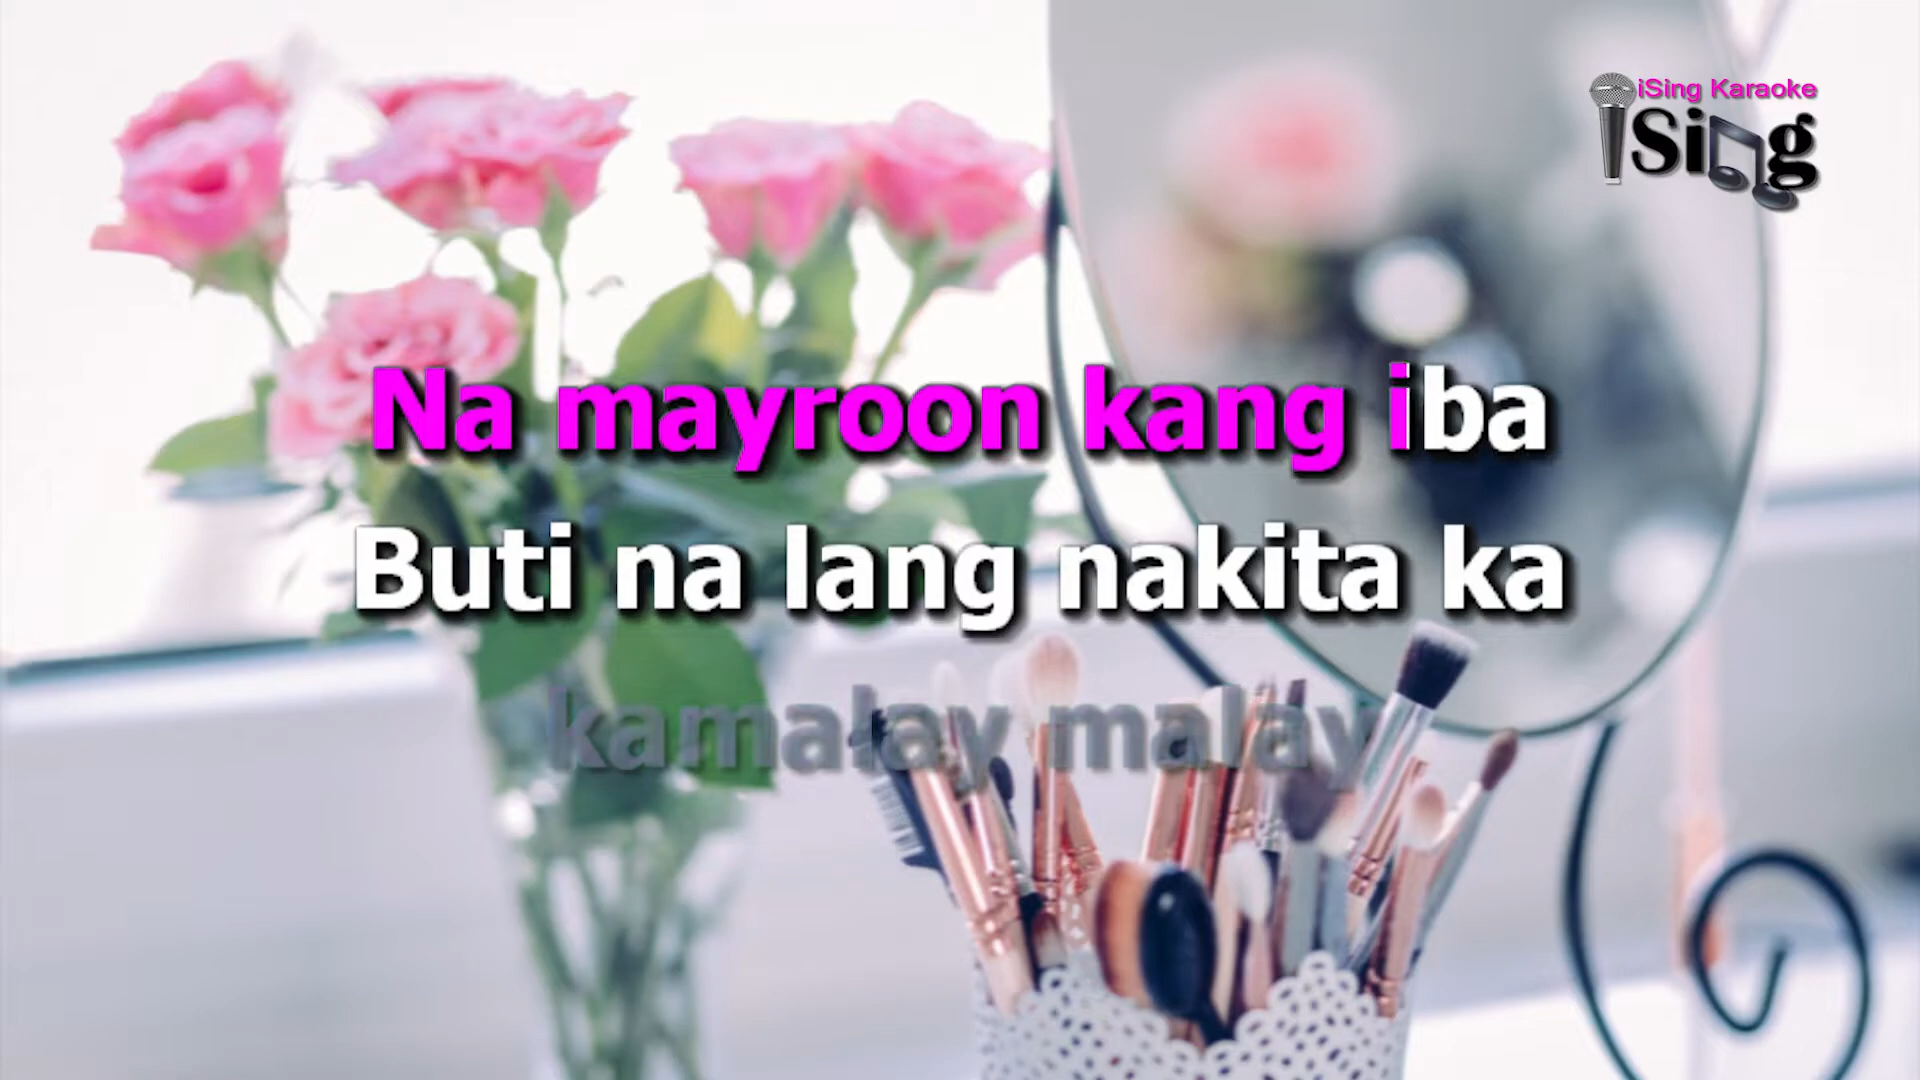 iSing Karaoke
iSing
Na mayroon kang iba
Buti na lang nakita ka
kamalay malay